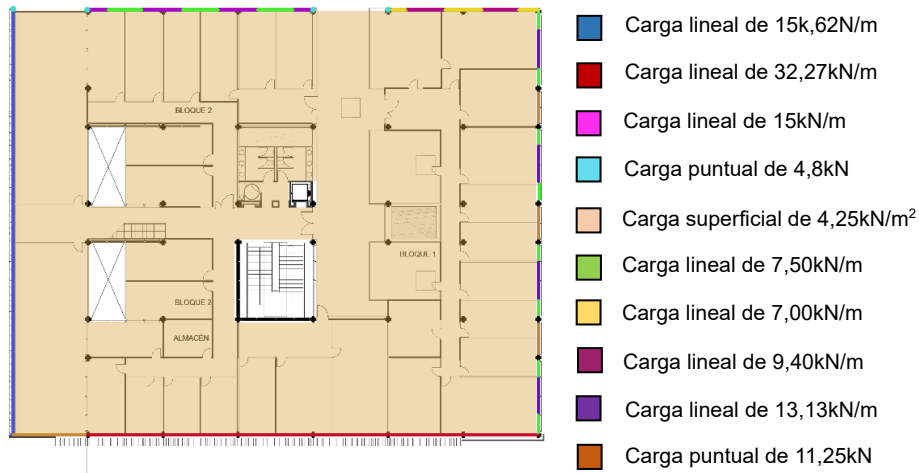 BLOQUE 2
BLOQUE 1
BLOQUE 2
ALMACÉN
Carga lineal de 15k,62N/m
Carga lineal de 32,27kN/m
Carga lineal de 15kN/m
Carga puntual de 4,8kN
Carga superficial de 4,25kN/m²
Carga lineal de 7,50kN/m
Carga lineal de 7,00kN/m
Carga lineal de 9,40kN/m
Carga lineal de 13,13kN/m
Carga puntual de 11,25kN